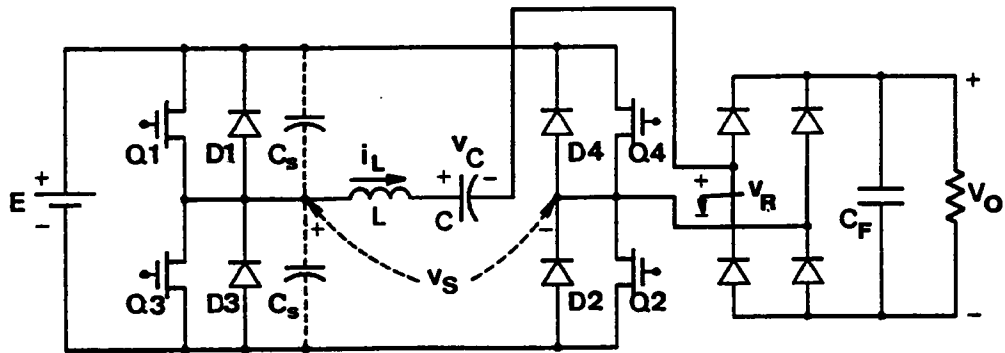 +
E
-
Q1
D1
Cs
Q3
D3
Cs
iL
L
+ vC -
C
+
vS
-
D4
Q4
D2
Q2
+
vR
-
CF
+
VO
-